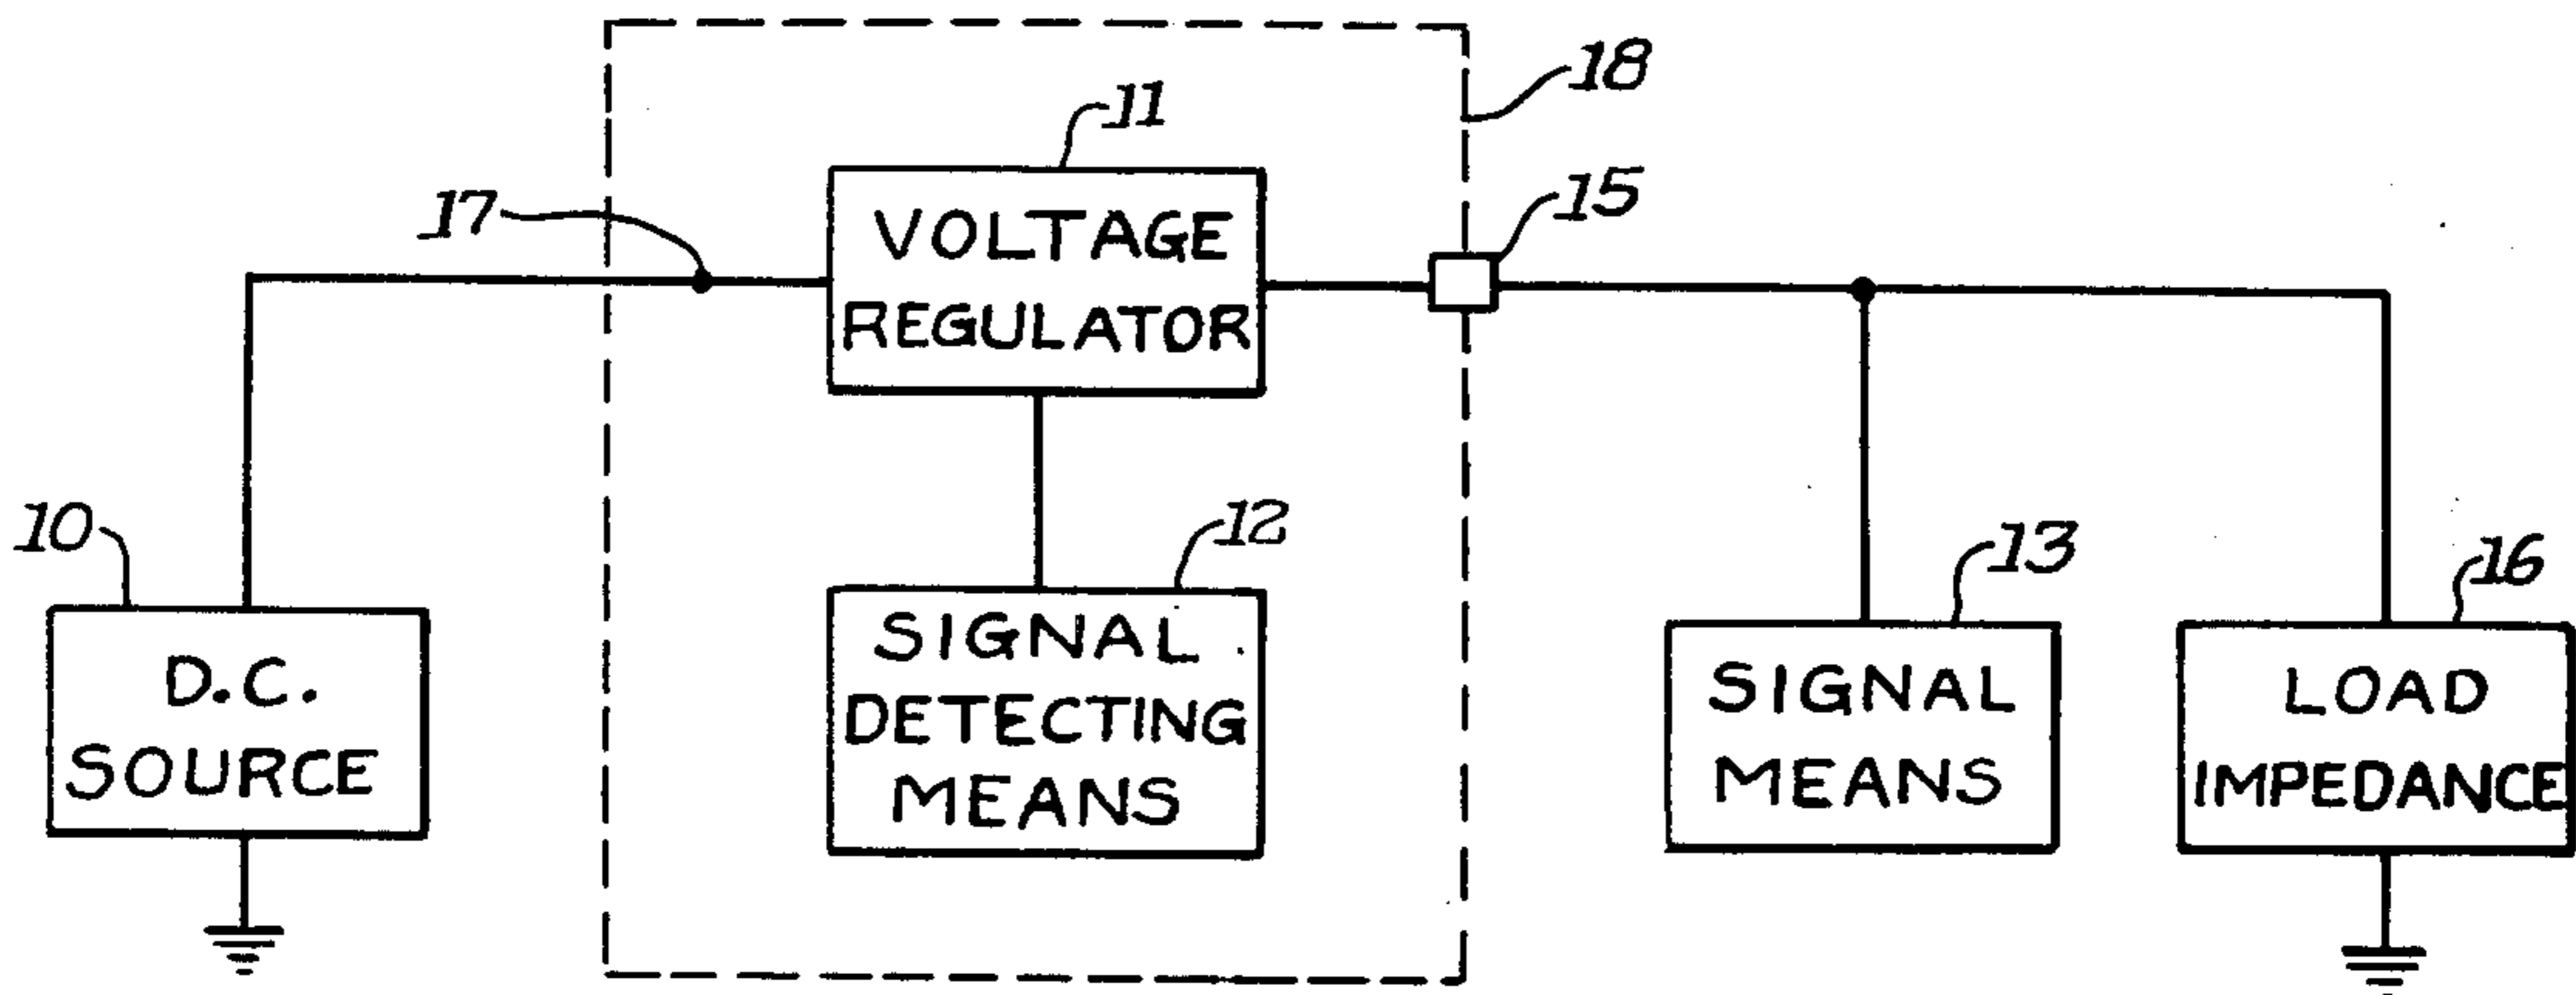 18
11
15
17
VOLTAGE
REGULATOR
10
12
13
16
D.C.
SOURCE
SIGNAL
DETECTING
MEANS
SIGNAL
MEANS
LOAD
IMPEDANCE